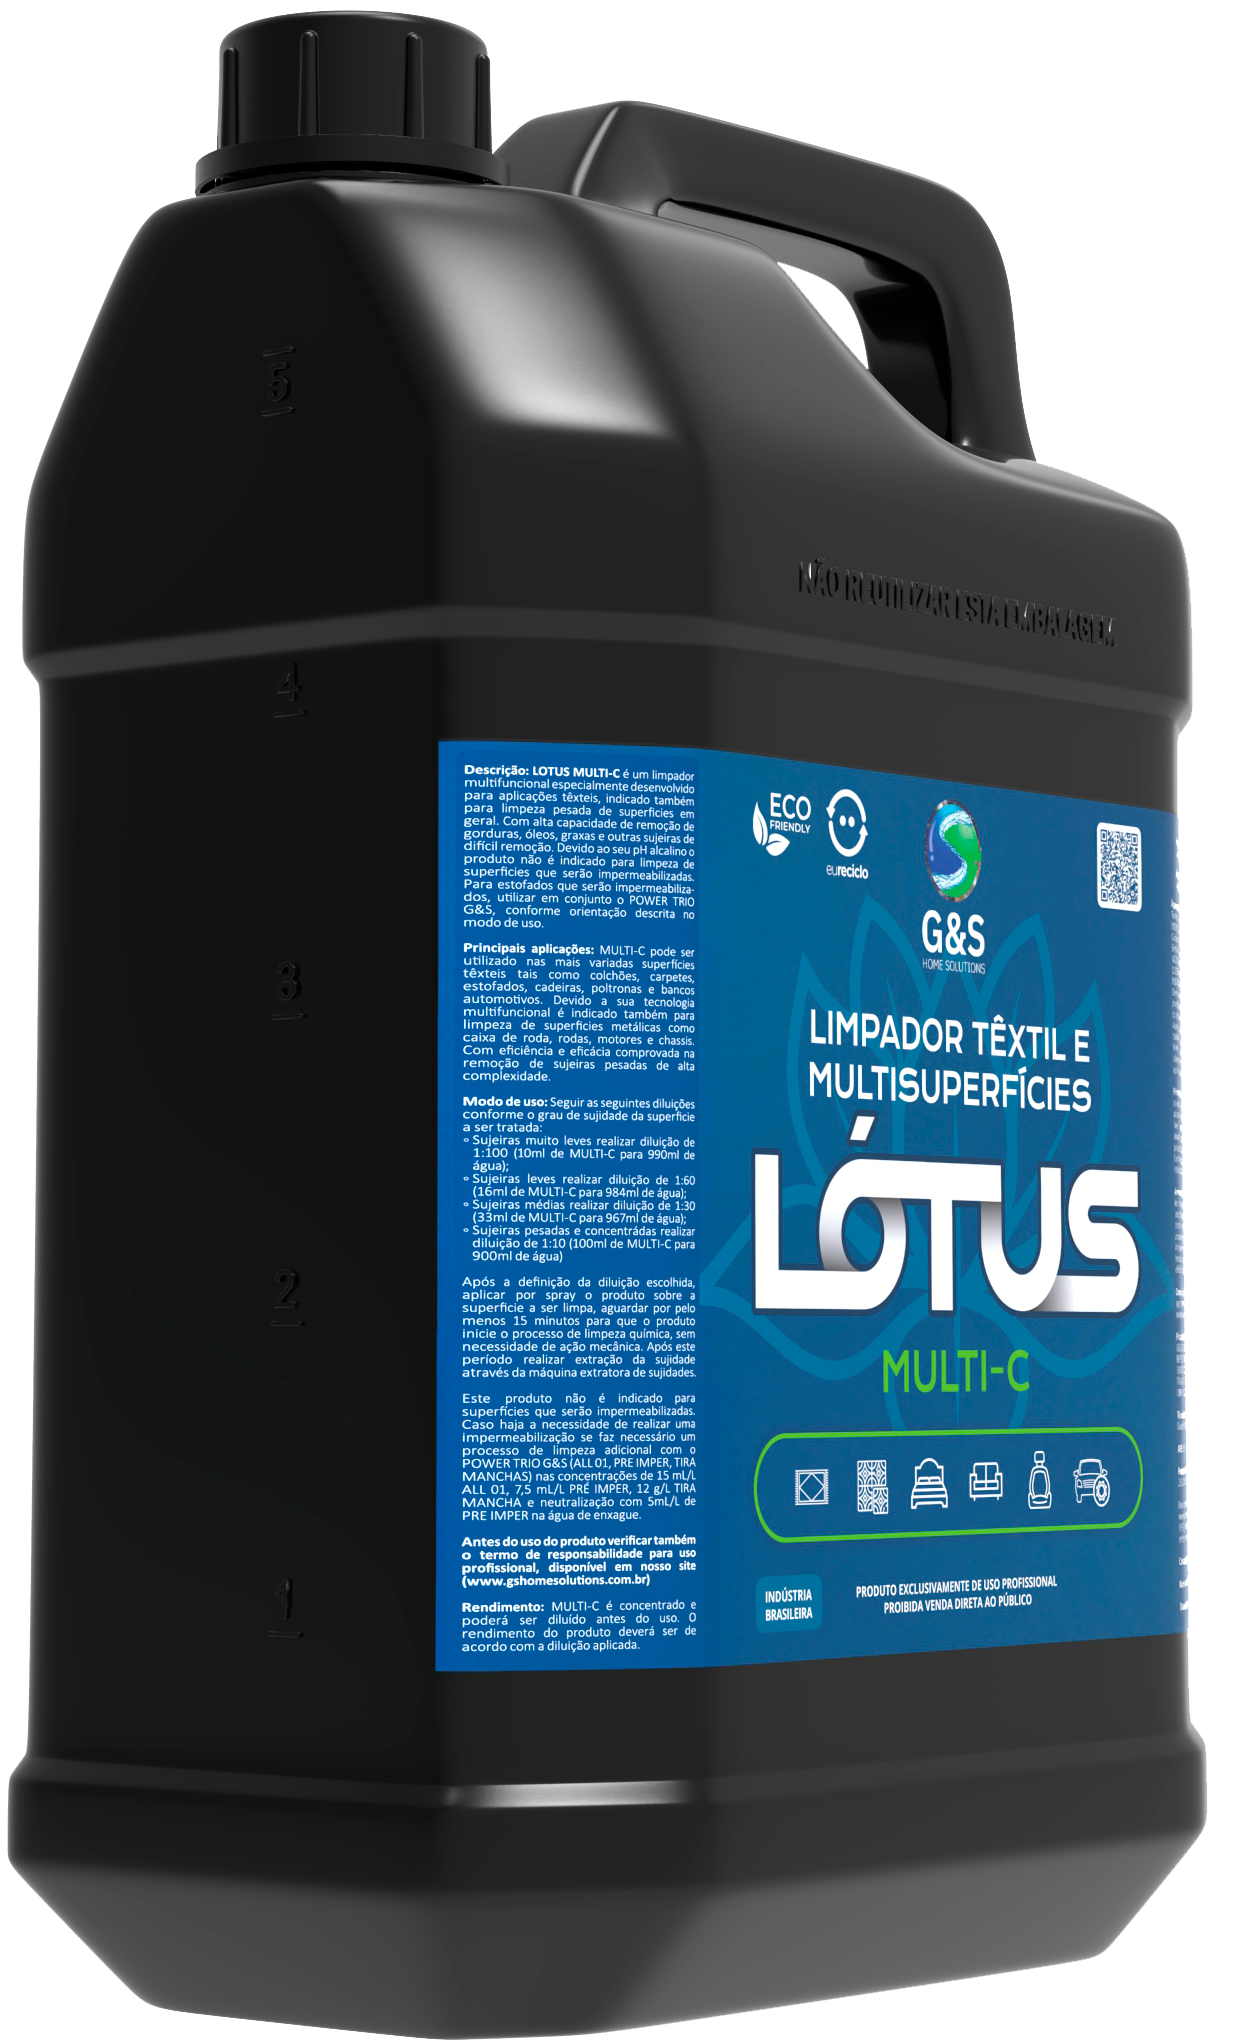 5
4
3
2
1
NÃO REUTILIZAR ESTA EMBALAGEM
Descrição: LOTUS MULTI-C é um limpador
multifuncional especialmente desenvolvido
para aplicações têxteis, indicado também
para limpeza pesada de superfícies em
geral. Com alta capacidade de remoção de
gorduras, óleos, graxas e outras sujeiras de
difícil remoção. Devido ao seu pH alcalino o
produto não é indicado para limpeza de
superfícies que serão impermeabilizadas.
Para estofados que serão impermeabiliza-
dos, utilizar em conjunto o POWER TRIO
G&S, conforme orientação descrita no
modo de uso.
Principais aplicações: MULTI-C pode ser
utilizado nas mais variadas superfícies
têxteis tais como colchões, carpetes,
estofados, cadeiras, poltronas e bancos
automotivos. Devido a sua tecnologia
multifuncional é indicado também para
limpeza de superfícies metálicas como
caixa de roda, rodas, motores e chassis.
Com eficiência e eficácia comprovada na
remoção de sujeiras pesadas de alta
complexidade.
Modo de uso: Seguir as seguintes diluições
conforme o grau de sujidade da superfície
a ser tratada:
° Sujeiras muito leves realizar diluição de
1:100 (10ml de MULTI-C para 990ml de
água);
° Sujeiras leves realizar diluição de 1:60
(16ml de MULTI-C para 984ml de água);
° Sujeiras médias realizar diluição de 1:30
(33ml de MULTI-C para 967ml de água);
° Sujeiras pesadas e concentrádas realizar
diluição de 1:10 (100ml de MULTI-C para
900ml de água)
Após a definição da diluição escolhida,
aplicar por spray o produto sobre a
superfície a ser limpa, aguardar por pelo
menos 15 minutos para que o produto
inicie o processo de limpeza química, sem
necessidade de ação mecânica. Após este
período realizar extração da sujidade
através da máquina extratora de sujidades.
Este produto não é indicado para
superfícies que serão impermeabilizadas.
Caso haja a necessidade de realizar uma
impermeabilização se faz necessário um
processo de limpeza adicional com o
POWER TRIO G&S (ALL 01, PRE IMPER, TIRA
MANCHAS) nas concentrações de 15 mL/L
ALL 01, 7,5 mL/L PRÉ IMPER, 12 g/L TIRA
MANCHA e neutralização com 5mL/L de
PRE IMPER na água de enxague.
Antes do uso do produto verificar também
o termo de responsabilidade para uso
profissional, disponível em nosso site
(www.gshomesolutions.com.br)
Rendimento: MULTI-C é concentrado e
poderá ser diluído antes do uso. O
rendimento do produto deverá ser de
acordo com a diluição aplicada.
ECO
FRIENDLY
eureciclo
G&S
HOME SOLUTIONS
LIMPADOR TÊXTIL E
MULTISUPERFÍCIES
LÓTUS
MULTI-C
INDÚSTRIA
BRASILEIRA
PRODUTO EXCLUSIVAMENTE DE USO PROFISSIONAL
PROIBIDA VENDA DIRETA AO PÚBLICO